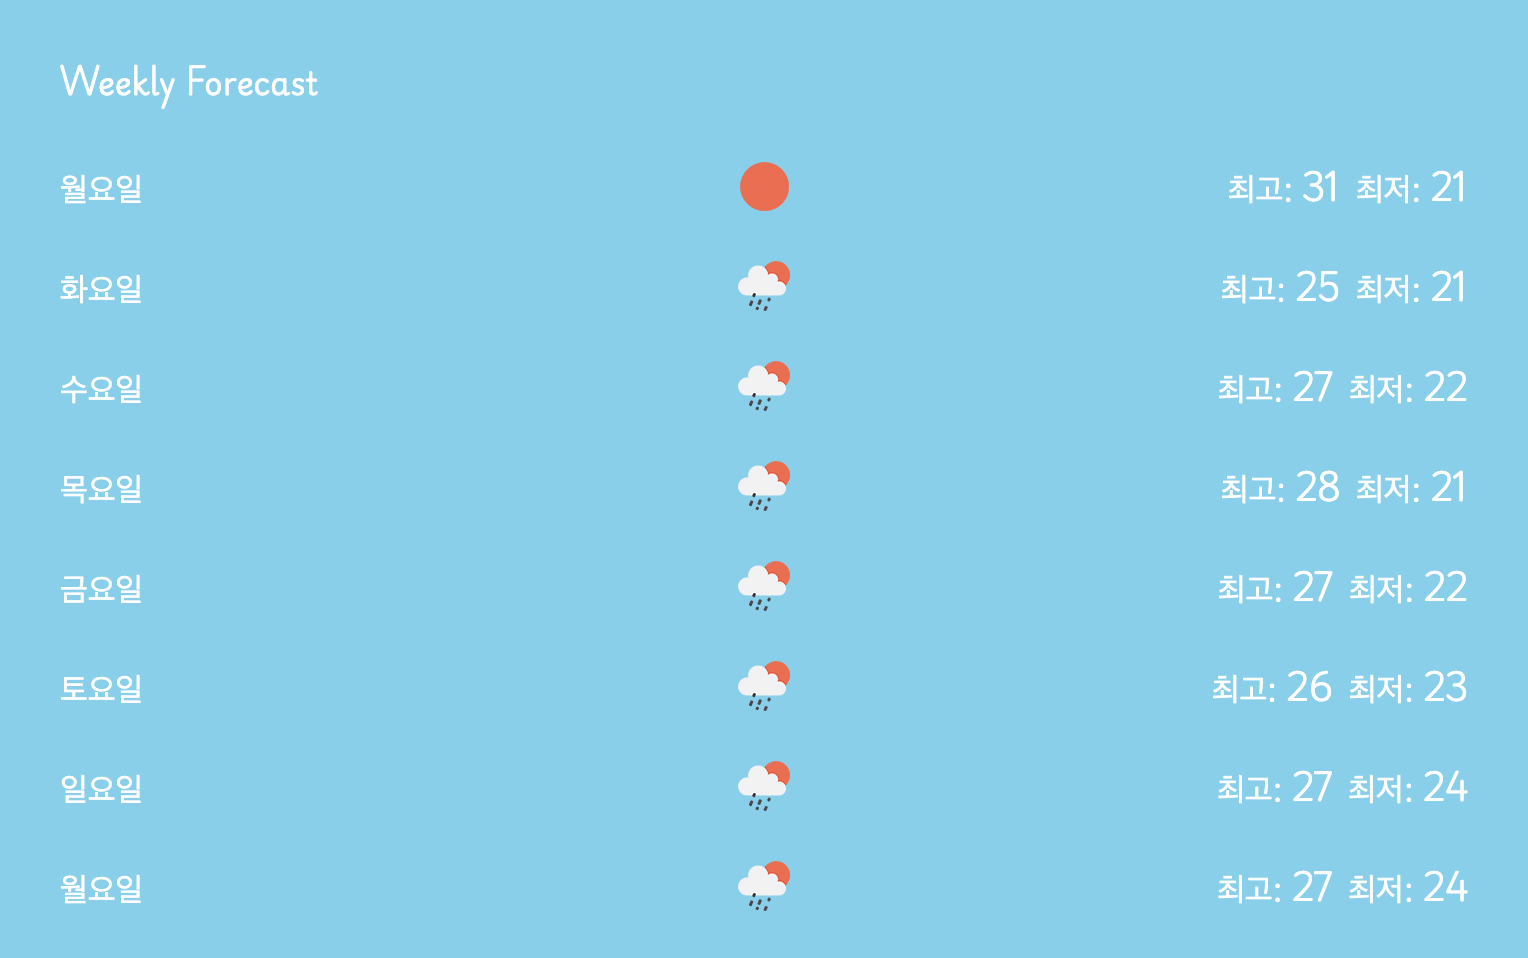 Weekly Forecast
월요일 최고: 31 최저: 21
화요일 최고: 25 최저: 21
수요일 최고: 27 최저: 22
목요일 최고: 28 최저: 21
금요일 최고: 27 최저: 22
토요일 최고: 26 최저: 23
일요일 최고: 27 최저: 24
월요일 최고: 27 최저: 24